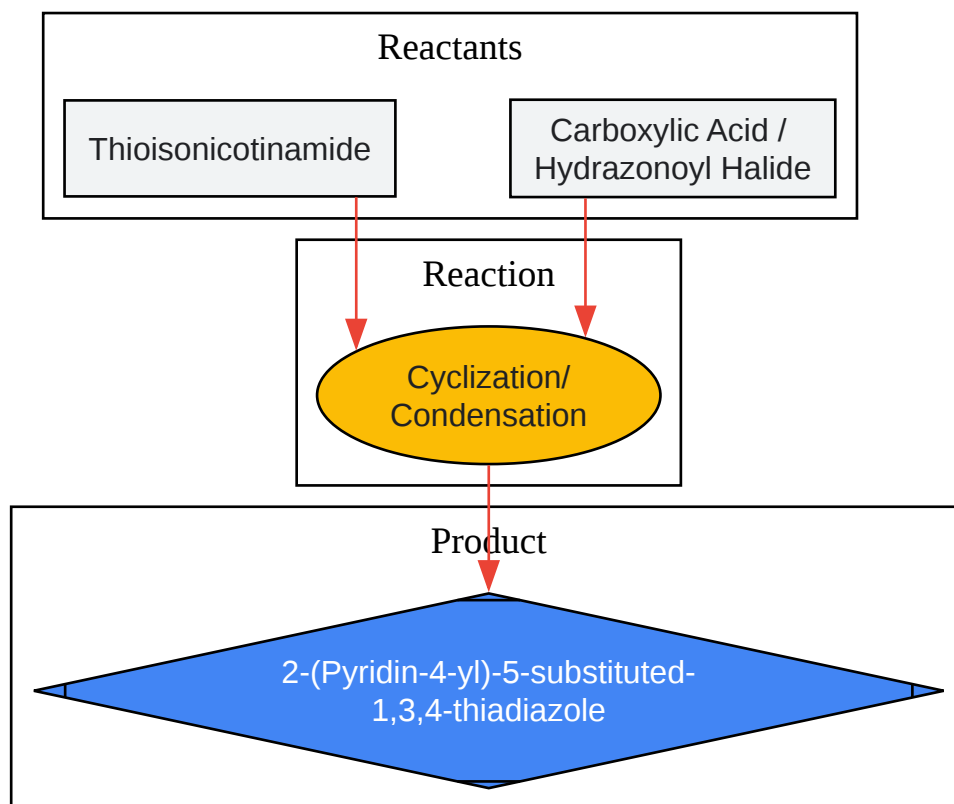 Reactants
Thioisonicotinamide
Carboxylic Acid /
Hydrazonoyl Halide
Reaction
Cyclization/
Condensation
Product
2-(Pyridin-4-yl)-5-substituted-
1,3,4-thiadiazole